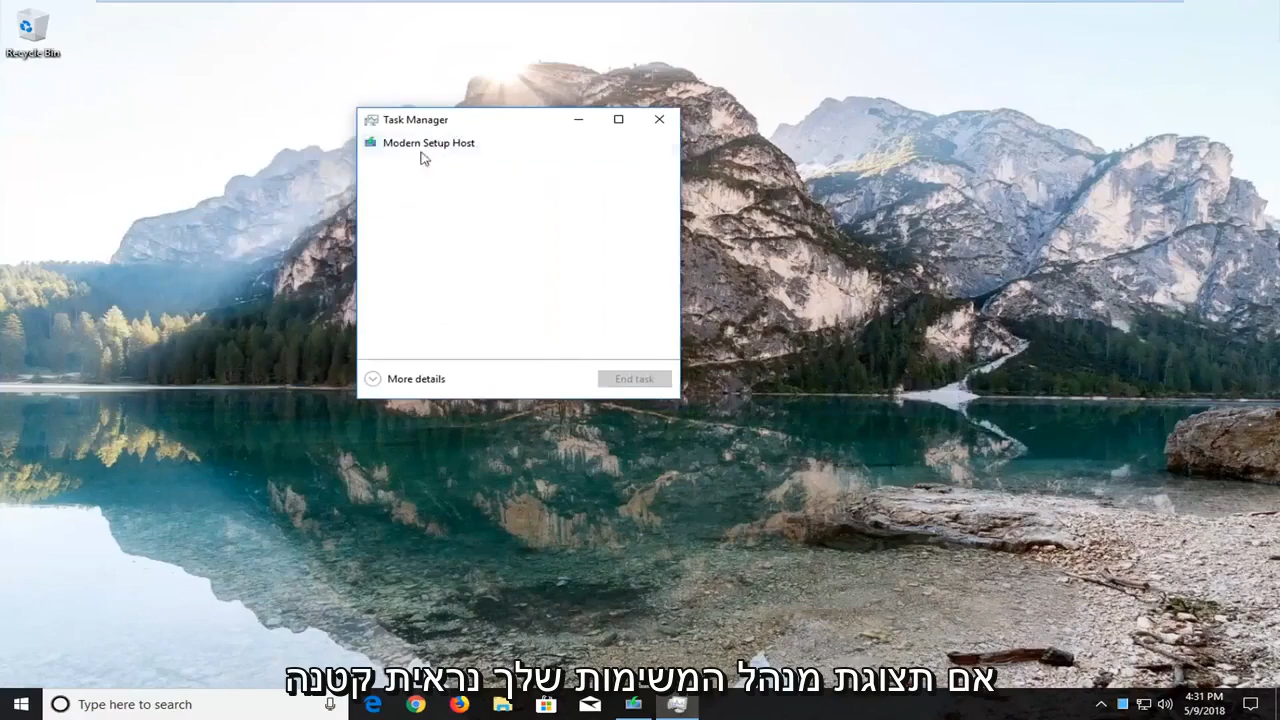 Recycle Bin
Task Manager
Modern Setup Host
More details
End task
אם תצוגת מנהל המשימות שלך נראית קטנה
Type here to search
4:31 PM
5/9/2018